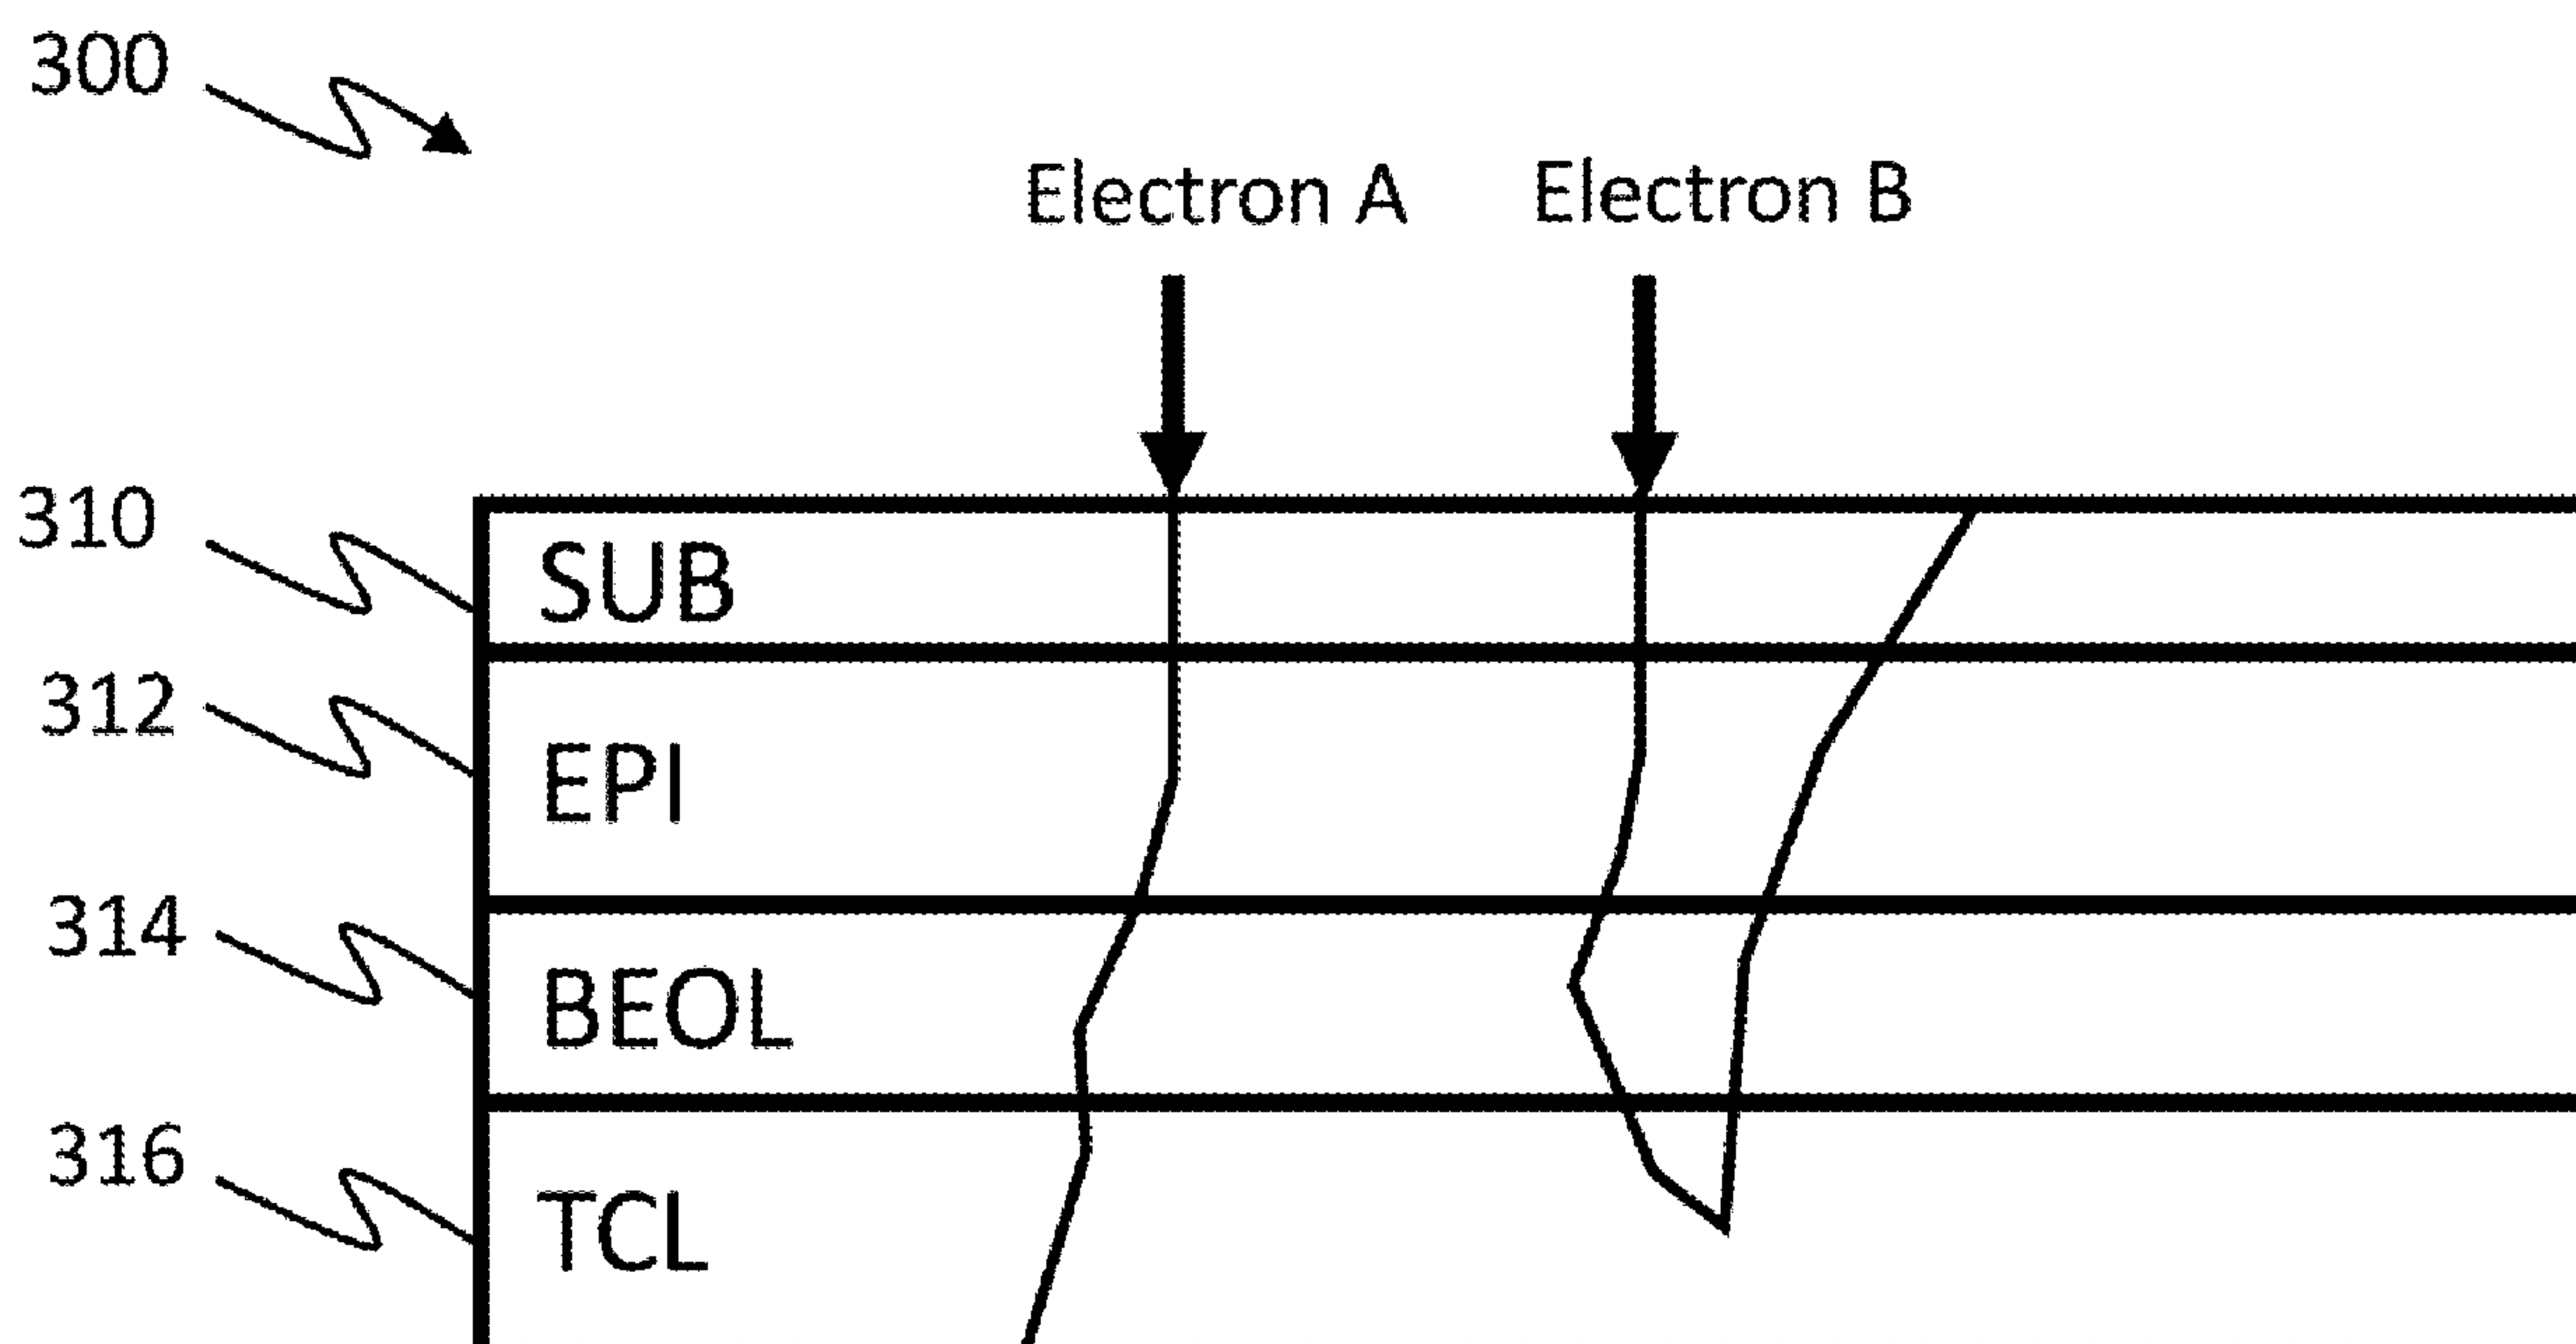 300
Electron A Electron B
310
SUB
312
EPI
314
BEOL
316
TCL